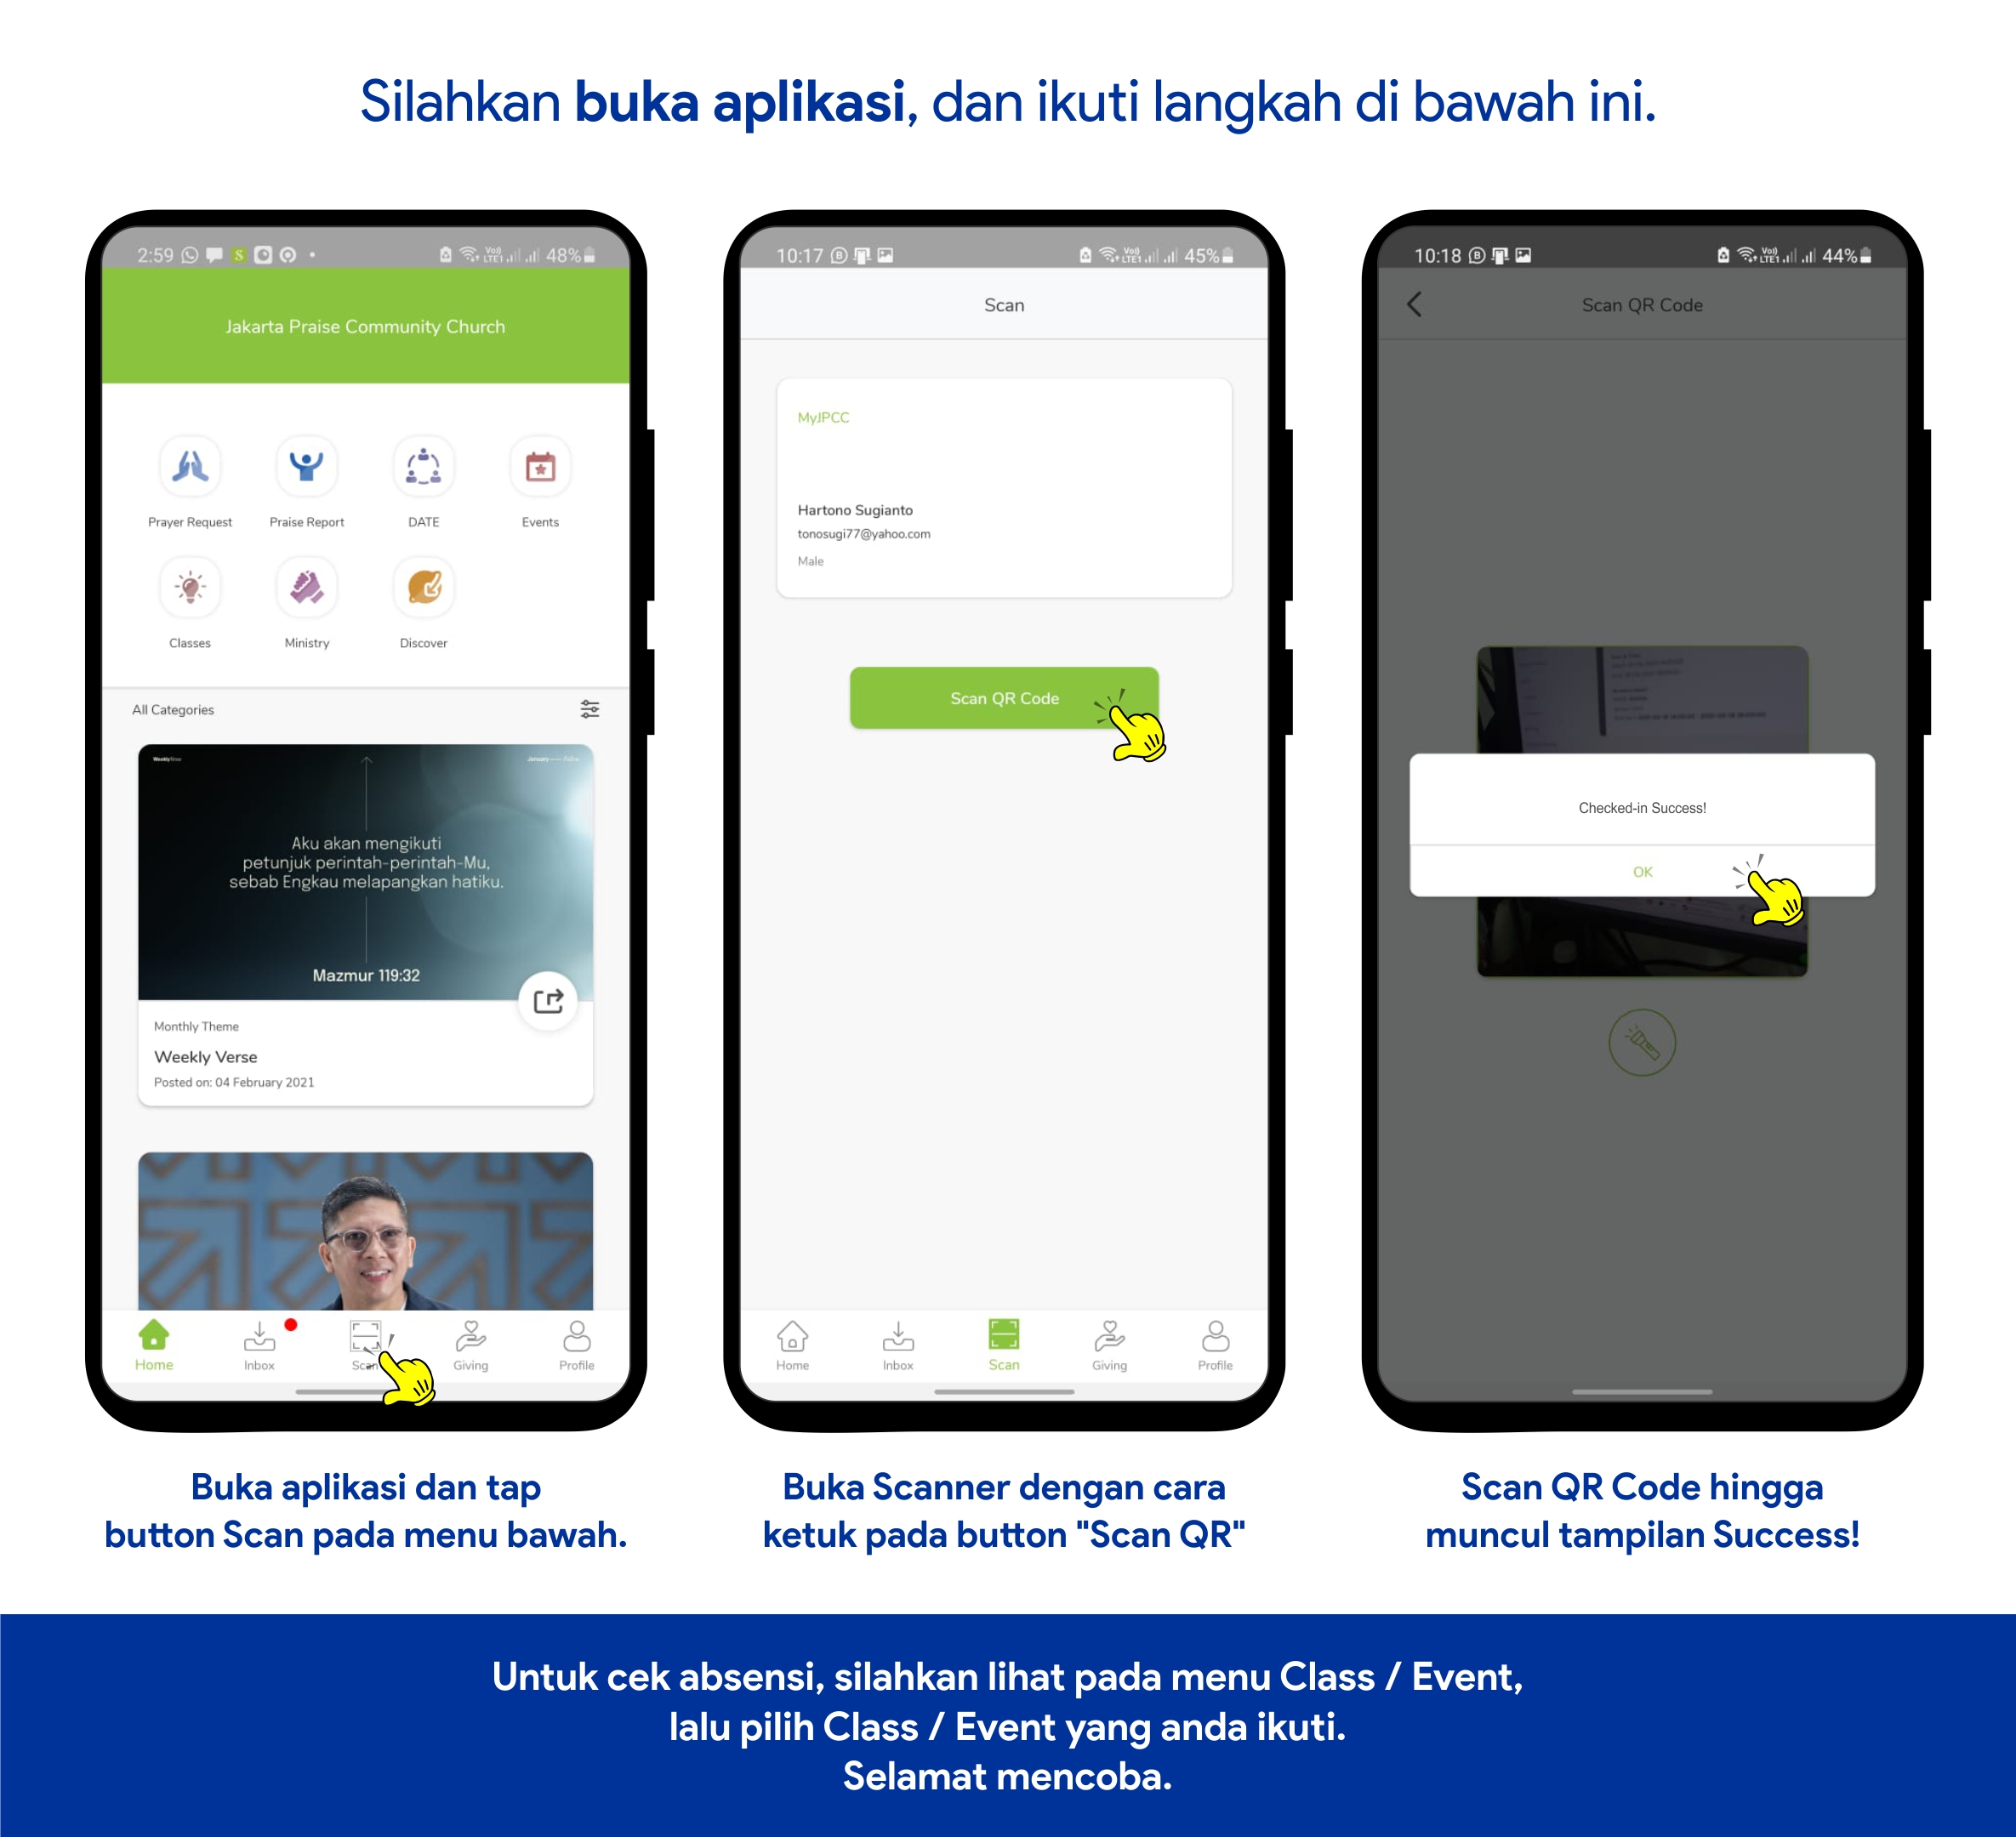 Silahkan buka aplikasi, dan ikuti langkah di bawah ini.
2:59
48%
Jakarta Praise Community Church
Prayer Request
Praise Report
DATE
Events
Classes
Ministry
Discover
All Categories
Aku akan mengikuti
petunjuk perintah-perintah-Mu,
sebab Engkau melapangkan hatiku.
Mazmur 119:32
Monthly Theme
Weekly Verse
Posted on: 04 February 2021
Home
Inbox
Scan
Giving
Profile
Buka aplikasi dan tap
button Scan pada menu bawah.
10:17
45%
Scan
MyJPCC
Hartono Sugianto
tonosugi77@yahoo.com
Male
Scan QR Code
Home
Inbox
Scan
Giving
Profile
Buka Scanner dengan cara
ketuk pada button "Scan QR"
10:18
44%
Scan QR Code
Checked-in Success!
OK
Scan QR Code hingga
muncul tampilan Success!
Untuk cek absensi, silahkan lihat pada menu Class / Event,
lalu pilih Class / Event yang anda ikuti.
Selamat mencoba.